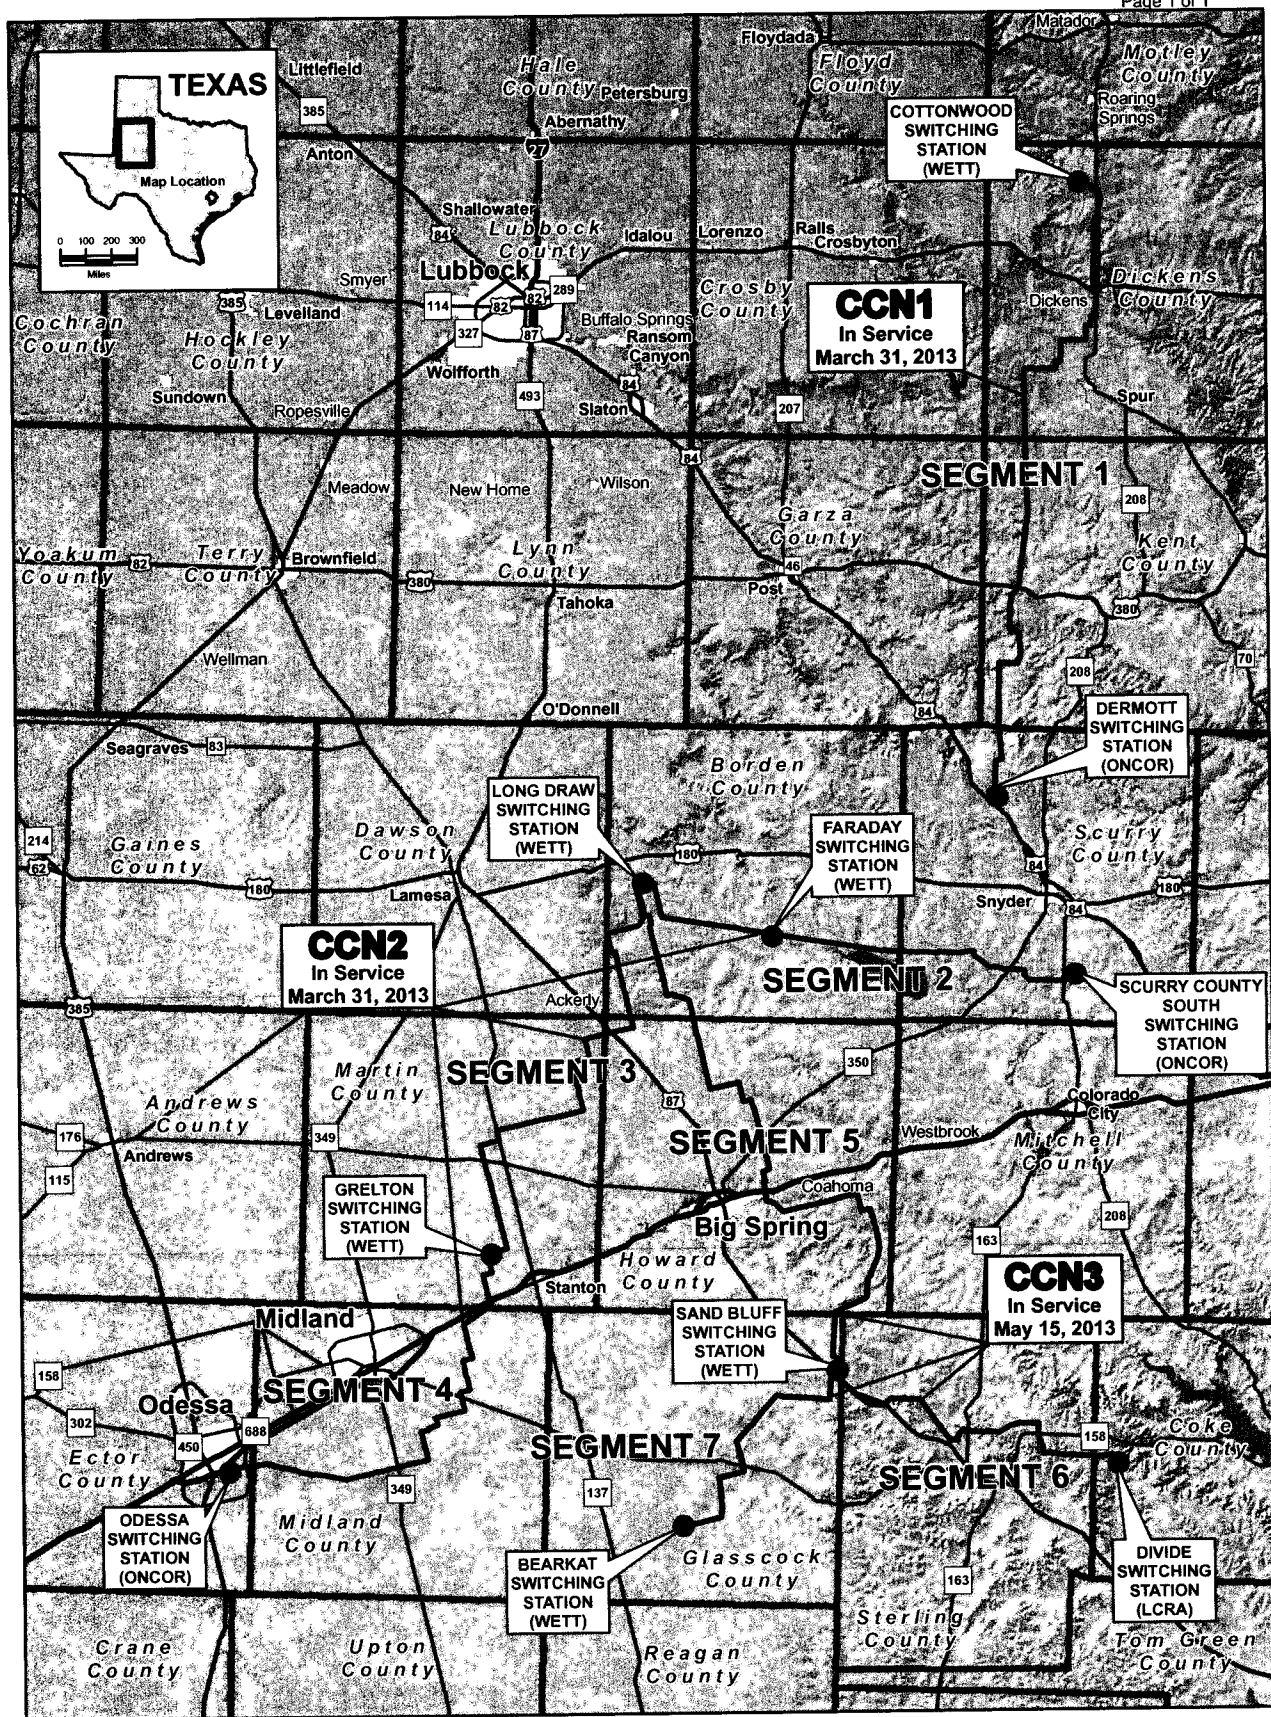 Page 1 of 1
Matador
Floydada
Motley
County
Floyd
County
Hale
County
Petersburg
Littlefield
TEXAS
385
Roaring
Springs
Abernathy
COTTONWOOD
SWITCHING
STATION
(WETT)
27
Anton
Map Location
0 100 200 300
Miles
Shallowater
84
Lubbock
County
Idalou
Lorenzo
Ralls
Crosbyton
Lubbock
Smyer
289
114
82
82
385
Levelland
Crosby
County
CCN1
In Service
March 31, 2013
Dickens
County
Dickens
Cochran
County
Hockley
County
327
87
Buffalo Springs
Ransom
Canyon
Wolfforth
84
Sundown
Ropesville
493
Slaton
207
Spur
84
SEGMENT 1
Meadow
New Home
Wilson
208
Garza
County
Kent
County
Yoakum
County
82
Terry
County
Brownfield
Lynn
County
380
46
Post
Tahoka
380
Wellman
70
208
O'Donnell
84
DERMOTT
SWITCHING
STATION
(ONCOR)
Seagraves
83
Borden
County
LONG DRAW
SWITCHING
STATION
(WETT)
FARADAY
SWITCHING
STATION
(WETT)
214
62
Gaines
County
Dawson
County
180
Scurry
County
84
180
180
Lamesa
Snyder
84
CCN2
In Service
March 31, 2013
SEGMENT 2
SCURRY COUNTY
SOUTH
SWITCHING
STATION
(ONCOR)
385
Ackerly
350
Martin
County
SEGMENT 3
Andrews
County
87
Colorado
City
176
Andrews
349
SEGMENT 5
Westbrook
Mitchell
County
115
GRELTON
SWITCHING
STATION
(WETT)
Coahoma
Big Spring
208
163
Howard
County
Stanton
CCN3
In Service
May 15, 2013
Midland
SAND BLUFF
SWITCHING
STATION
(WETT)
158
SEGMENT 4
Odessa
302
450
688
SEGMENT 7
158
Coke
County
Ector
County
SEGMENT 6
349
137
ODESSA
SWITCHING
STATION
(ONCOR)
Midland
County
BEARKAT
SWITCHING
STATION
(WETT)
Glasscock
County
163
DIVIDE
SWITCHING
STATION
(LCRA)
Crane
County
Upton
County
Reagan
County
Sterling
County
Tom Green
County